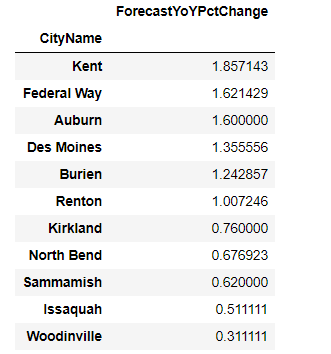 ForecastYoYPctChange
CityName
Kent 1.857143
Federal Way 1.621429
Auburn 1.600000
Des Moines 1.355556
Burien 1.242857
Renton 1.007246
Kirkland 0.760000
North Bend 0.676923
Sammamish 0.620000
Issaquah 0.511111
Woodinville 0.311111